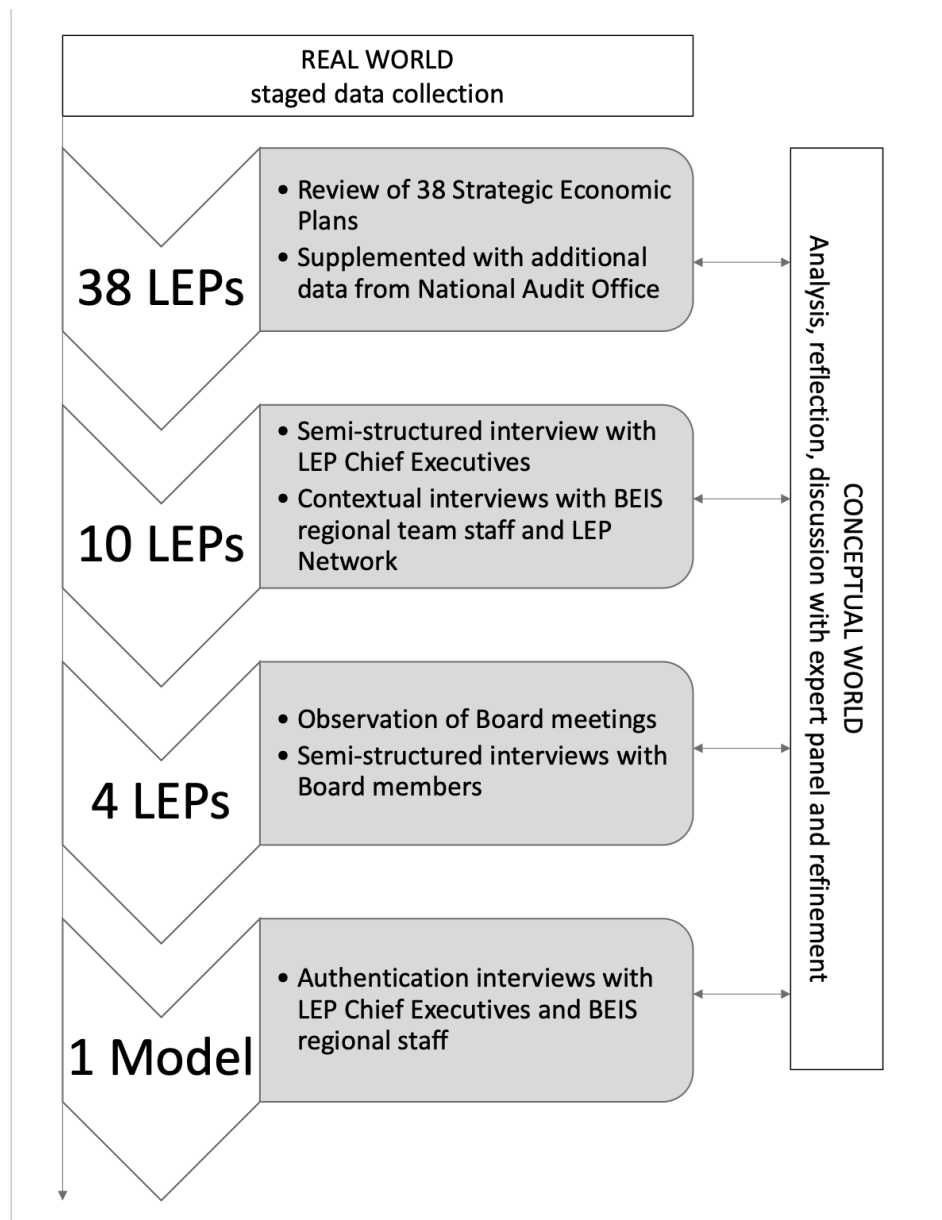 REAL WORLD
staged data collection
38 LEPs
• Review of 38 Strategic Economic
Plans
• Supplemented with additional
data from National Audit Office
10 LEPs
• Semi-structured interview with
LEP Chief Executives
• Contextual interviews with BEIS
regional team staff and LEP
Network
4 LEPs
• Observation of Board meetings
• Semi-structured interviews with
Board members
1 Model
• Authentication interviews with
LEP Chief Executives and BEIS
regional staff
CONCEPTUAL WORLD
Analysis, reflection, discussion with expert panel and refinement